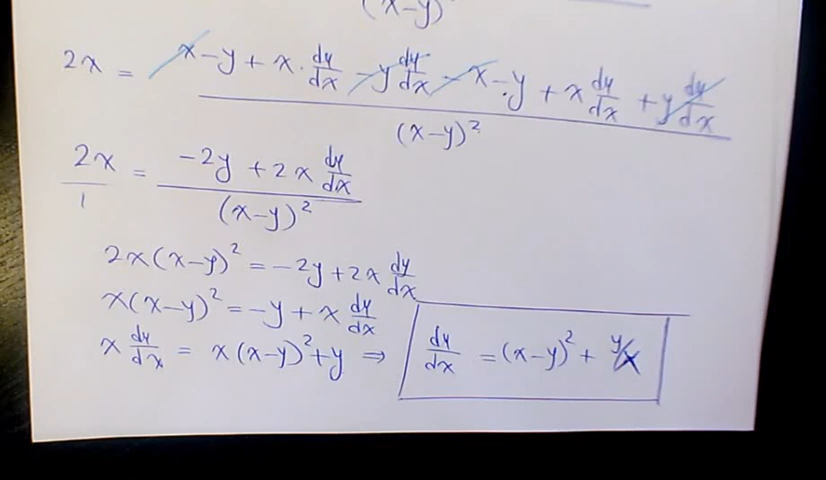 (x-y)
2x = x-y+x·dy/dx -y dy/dx -x-y+x dy/dx +y dy/dx
(x-y)²
2x/1 = -2y+2x dy/dx
(x-y)²
2x(x-y)²=-2y+2x dy/dx
x(x-y)²=-y+x dy/dx
x dy/dx = x(x-y)²+y ⇒ dy/dx =(x-y)²+ y/x